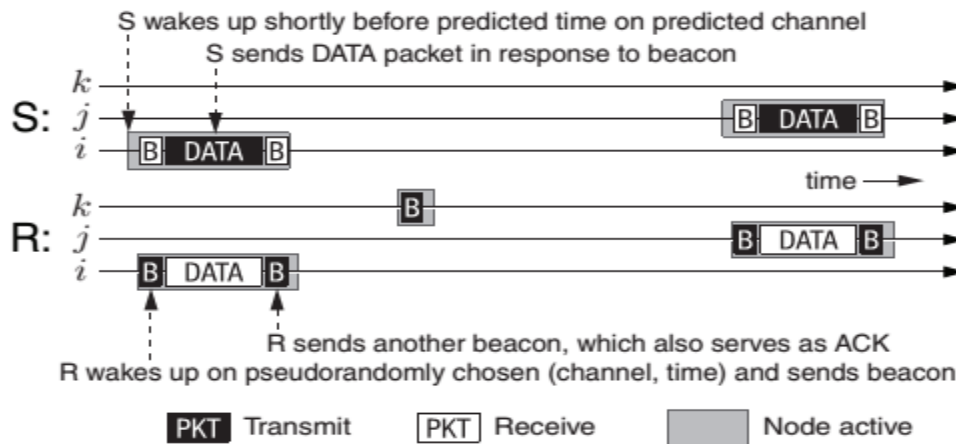 S wakes up shortly before predicted time on predicted channel
S sends DATA packet in response to beacon
k
S: j B DATA B
i B DATA B
time
k B
R: j B DATA B
i B DATA B
R sends another beacon, which also serves as ACK
R wakes up on pseudorandomly chosen (channel, time) and sends beacon
PKT Transmit PKT Receive Node active